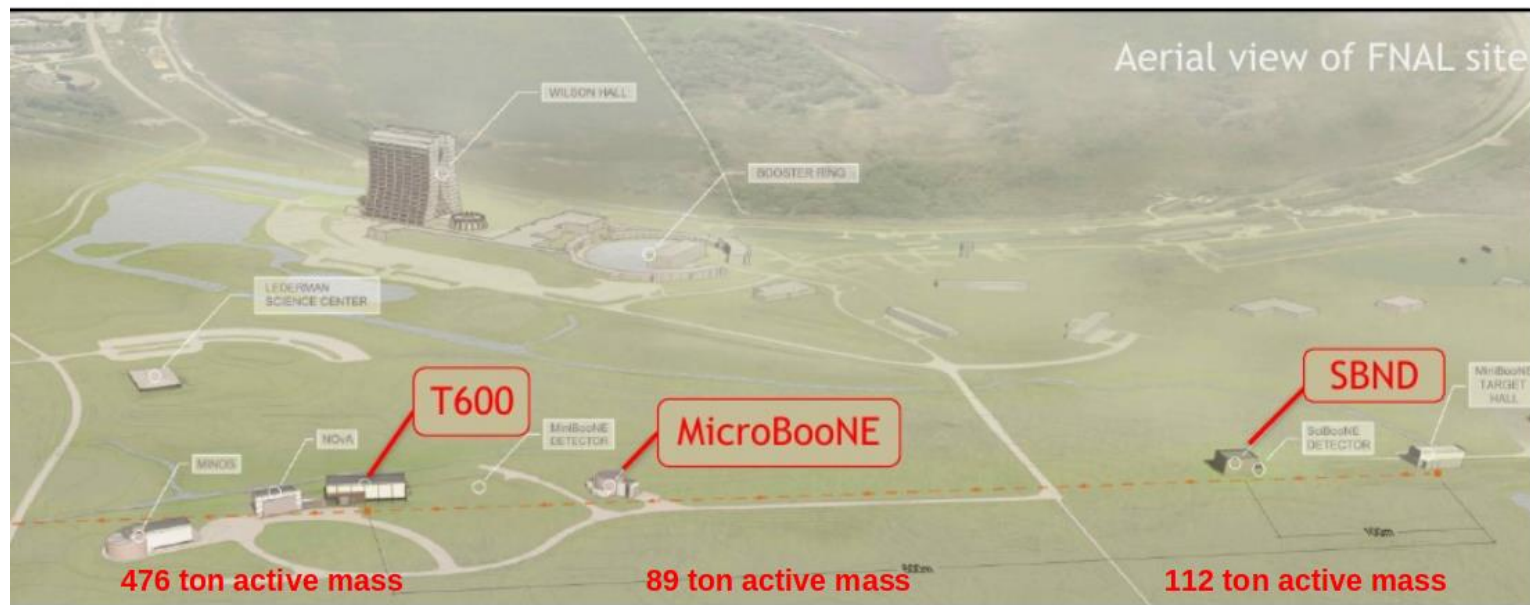 Aerial view of FNAL site
WILSON HALL
BOOSTER RING
LEDERMAN
SCIENCE CENTER
T600
MicroBooNE
SBND
MiniBooNE
TARGET
HALL
MiniBooNE
DETECTOR
SciBooNE
DETECTOR
NOvA
MINOS
100m
476 ton active mass
89 ton active mass
112 ton active mass